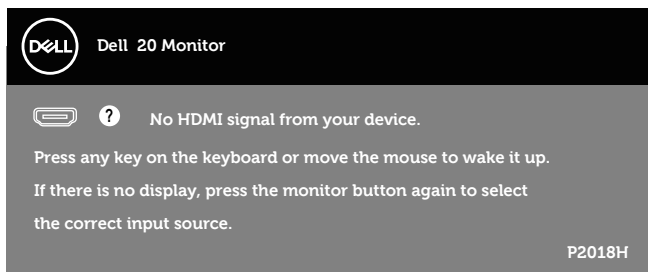 DELL
Dell 20 Monitor
? No HDMI signal from your device.
Press any key on the keyboard or move the mouse to wake it up.
If there is no display, press the monitor button again to select
the correct input source.
P2018H